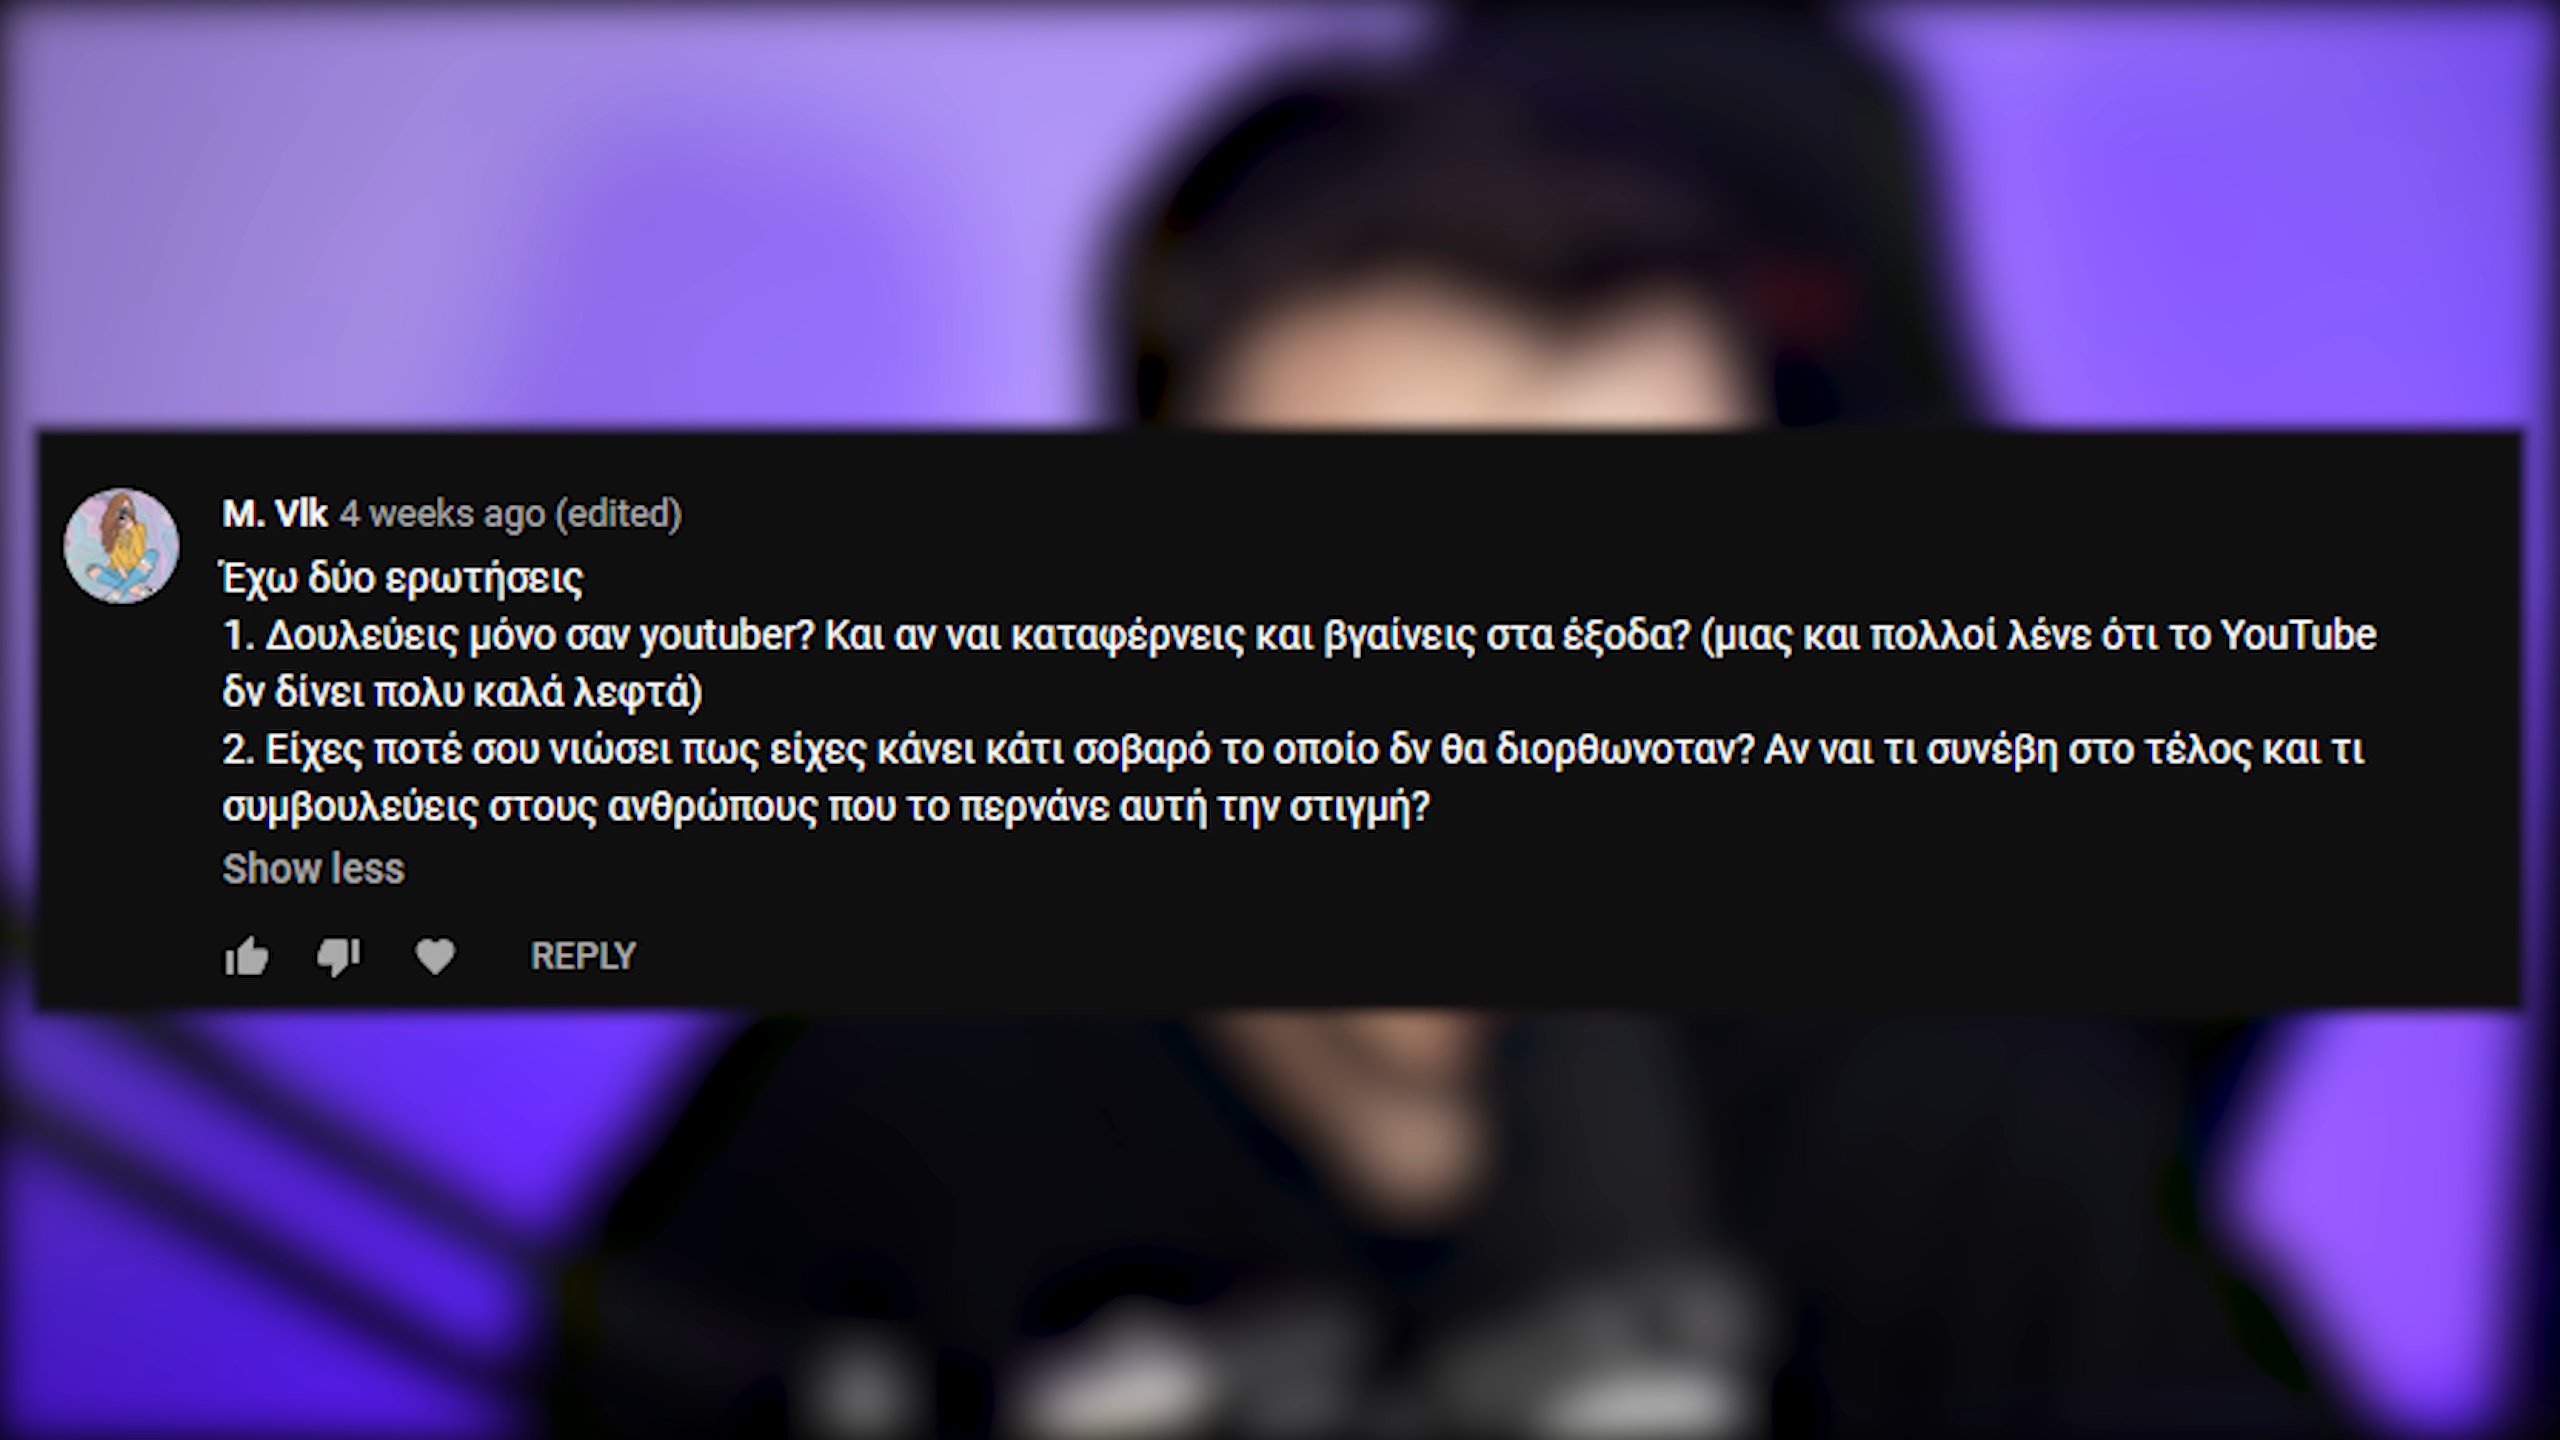 M. Vlk 4 weeks ago (edited)
Έχω δύο ερωτήσεις
1. Δουλεύεις μόνο σαν youtuber? Και αν ναι καταφέρνεις και βγαίνεις στα έξοδα? (μιας και πολλοί λένε ότι το YouTube
δν δίνει πολυ καλά λεφτά)
2. Είχες ποτέ σου νιώσει πως είχες κάνει κάτι σοβαρό το οποίο δν θα διορθωνοταν? Αν ναι τι συνέβη στο τέλος και τι
συμβουλεύεις στους ανθρώπους που το περνάνε αυτή την στιγμή?
Show less
REPLY